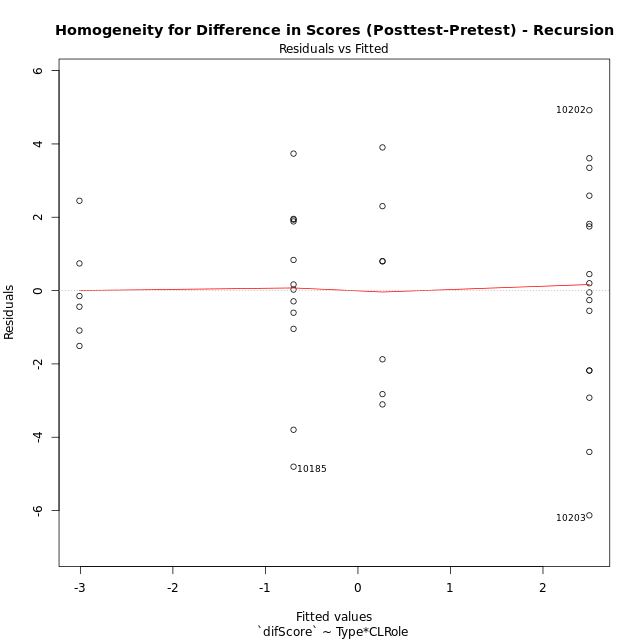 Homogeneity for Difference in Scores (Posttest-Pretest) - Recursion
Residuals vs Fitted
6
4
2
0
-2
-4
-6
Residuals
10202
10185
10203
-3 -2 -1 0 1 2
Fitted values
`difScore` ~ Type*CLRole